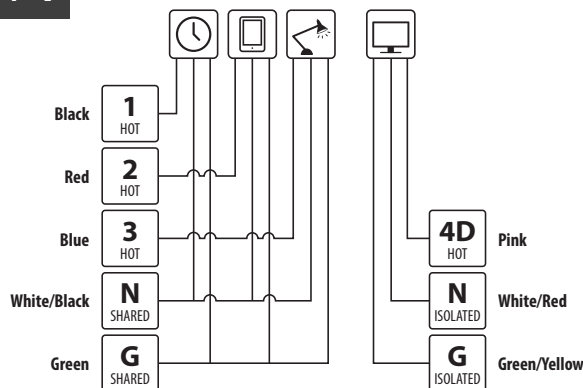 Black
1
HOT
Red
2
HOT
Blue
3
HOT
White/Black
N
SHARED
Green
G
SHARED
4D
HOT
Pink
N
ISOLATED
White/Red
G
ISOLATED
Green/Yellow